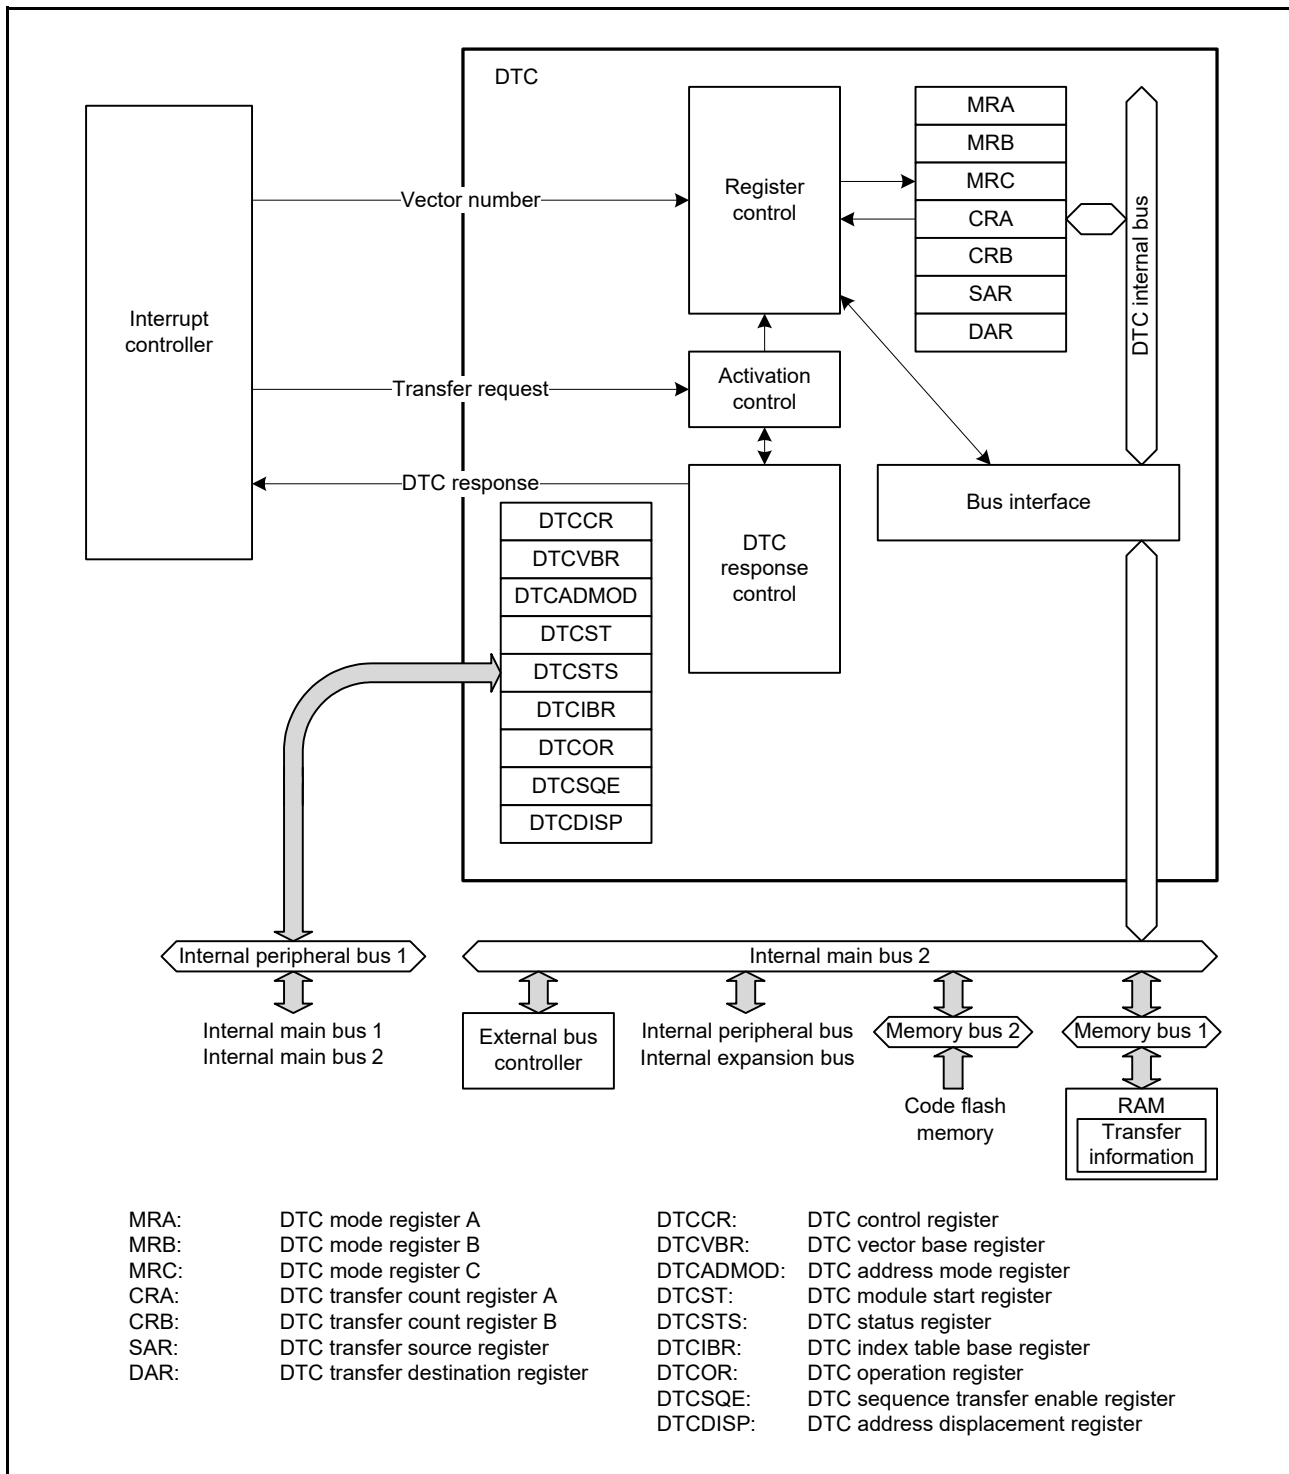 DTC
MRA
MRB
MRC
CRA
CRB
SAR
DAR
Register
control
Vector number
DTC internal bus
Interrupt
controller
Transfer request
Activation
control
DTC response
Bus interface
DTC
response
control
DTCCR
DTCVBR
DTCADMOD
DTCST
DTCSTS
DTCIBR
DTCOR
DTCSQE
DTCDISP
Internal peripheral bus 1
Internal main bus 2
Internal main bus 1
Internal main bus 2
External bus
controller
Internal peripheral bus
Internal expansion bus
Memory bus 2
Memory bus 1
Code flash
memory
RAM
Transfer
information
MRA: DTC mode register A
MRB: DTC mode register B
MRC: DTC mode register C
CRA: DTC transfer count register A
CRB: DTC transfer count register B
SAR: DTC transfer source register
DAR: DTC transfer destination register
DTCCR: DTC control register
DTCVBR: DTC vector base register
DTCADMOD: DTC address mode register
DTCST: DTC module start register
DTCSTS: DTC status register
DTCIBR: DTC index table base register
DTCOR: DTC operation register
DTCSQE: DTC sequence transfer enable register
DTCDISP: DTC address displacement register